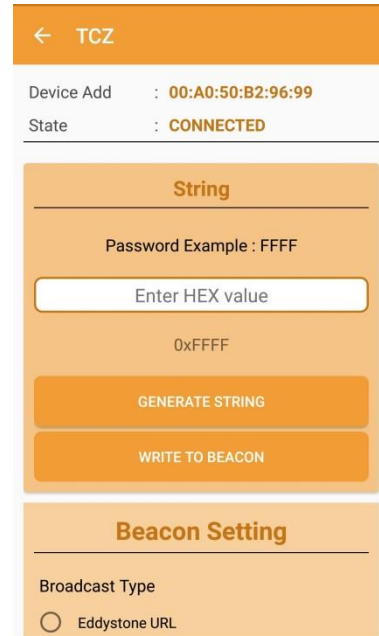 ← TCZ
Device Add : 00:A0:50:B2:96:99
State : CONNECTED
String
Password Example : FFFF
Enter HEX value
0xFFFF
GENERATE STRING
WRITE TO BEACON
Beacon Setting
Broadcast Type
Eddystone URL